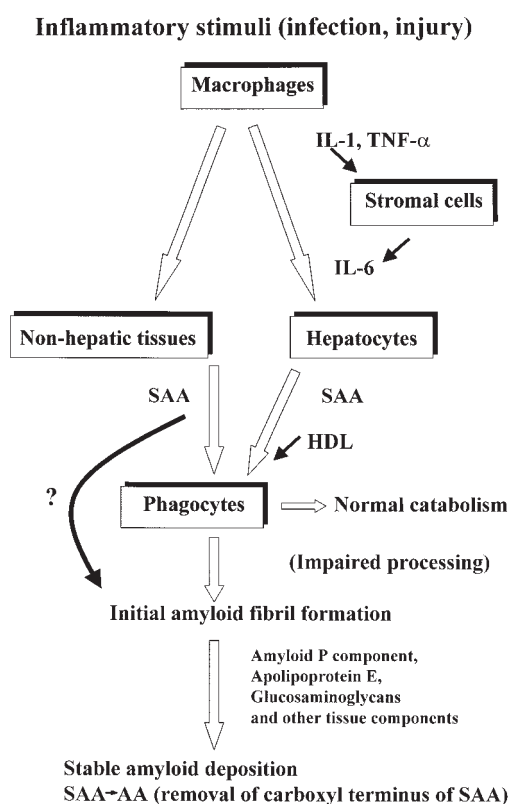 Inflammatory stimuli (infection, injury)
Macrophages
IL-1, TNF-α
Stromal cells
IL-6
Non-hepatic tissues
Hepatocytes
SAA
SAA
HDL
?
Phagocytes
Normal catabolism
(Impaired processing)
Initial amyloid fibril formation
Amyloid P component,
Apolipoprotein E,
Glucosaminoglycans
and other tissue components
Stable amyloid deposition
SAA→AA (removal of carboxyl terminus of SAA)